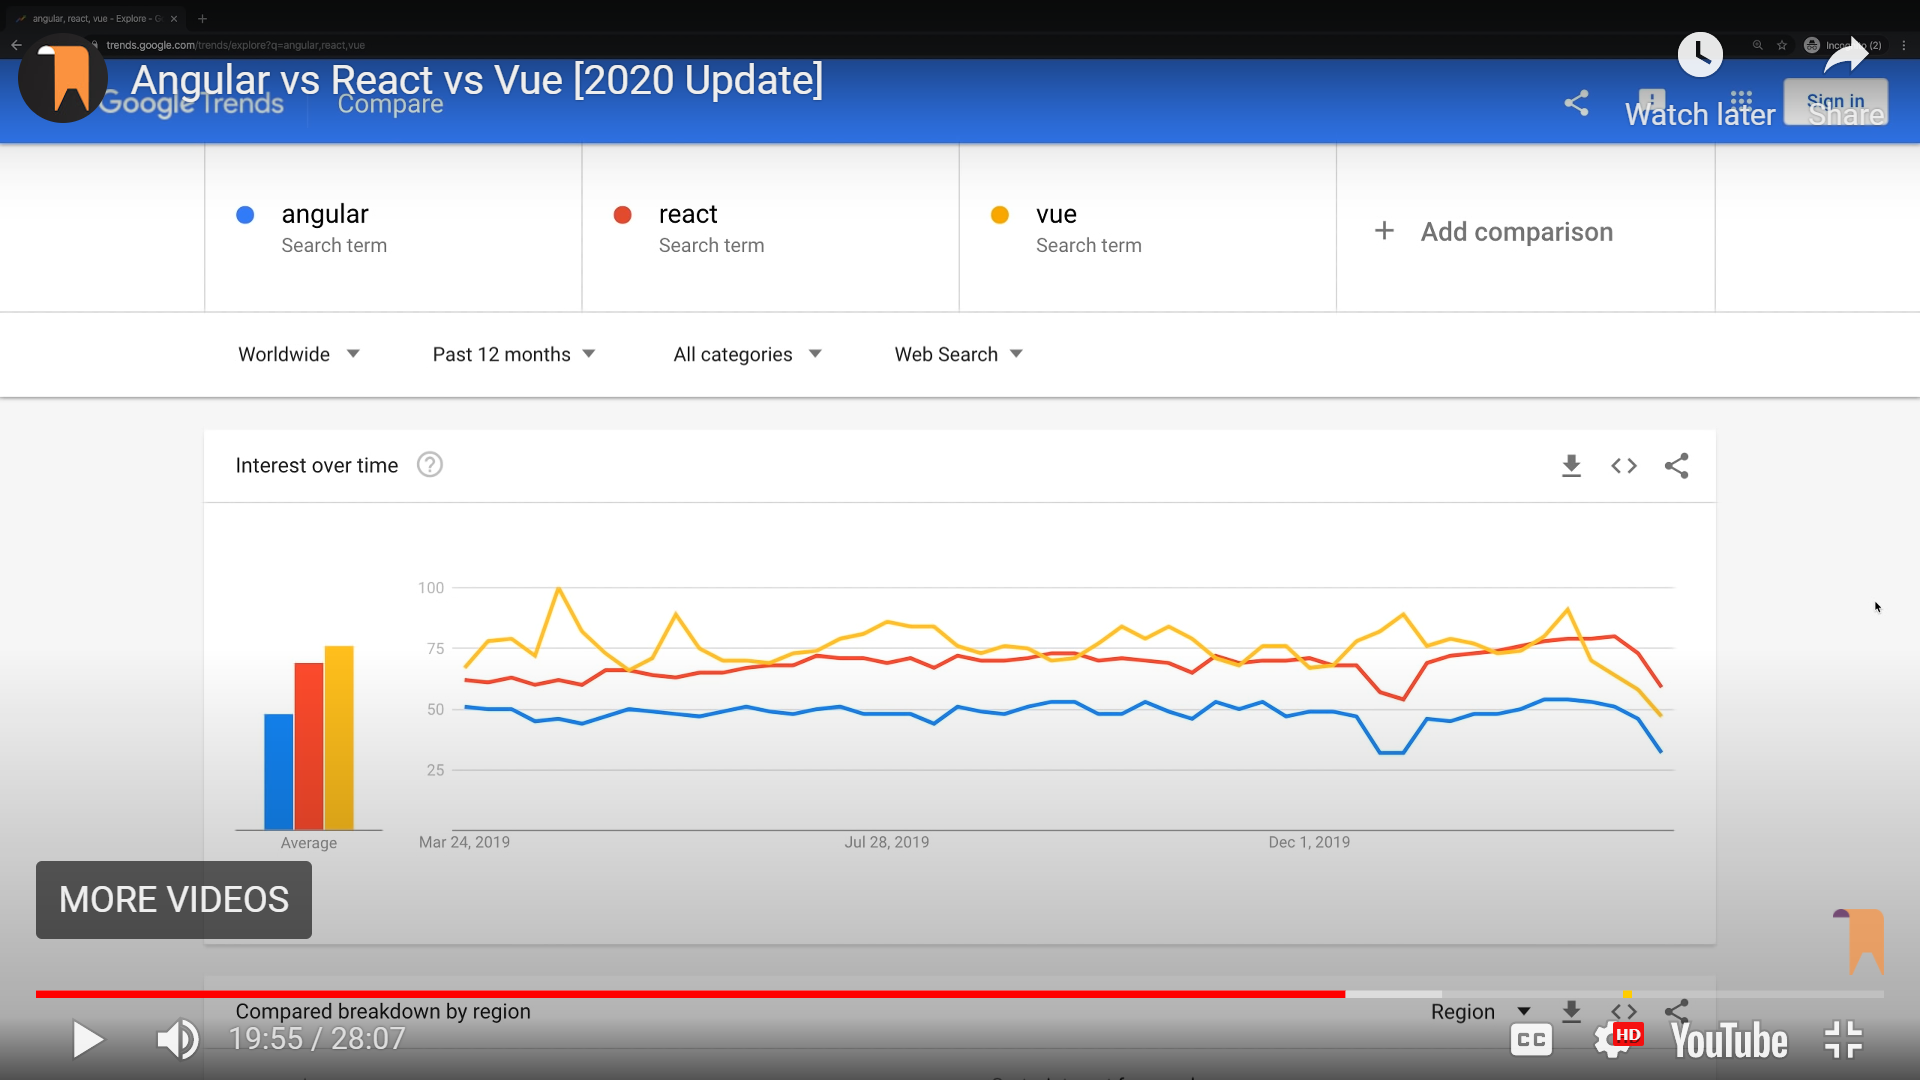 angular, react, vue - Explore - G
trends.google.com/trends/explore?q=angular,react,vue
(2)
Angular vs React vs Vue [2020 Update]
Google Trends
Compare
Watch later
Sign in
Share
angular
Search term
react
Search term
vue
Search term
+ Add comparison
Worldwide
Past 12 months
All categories
Web Search
Interest over time ?
100
75
50
25
Average
Mar 24, 2019
Jul 28, 2019
Dec 1, 2019
MORE VIDEOS
Compared breakdown by region
Region
19:55 / 28:07
CC
HD
YouTube